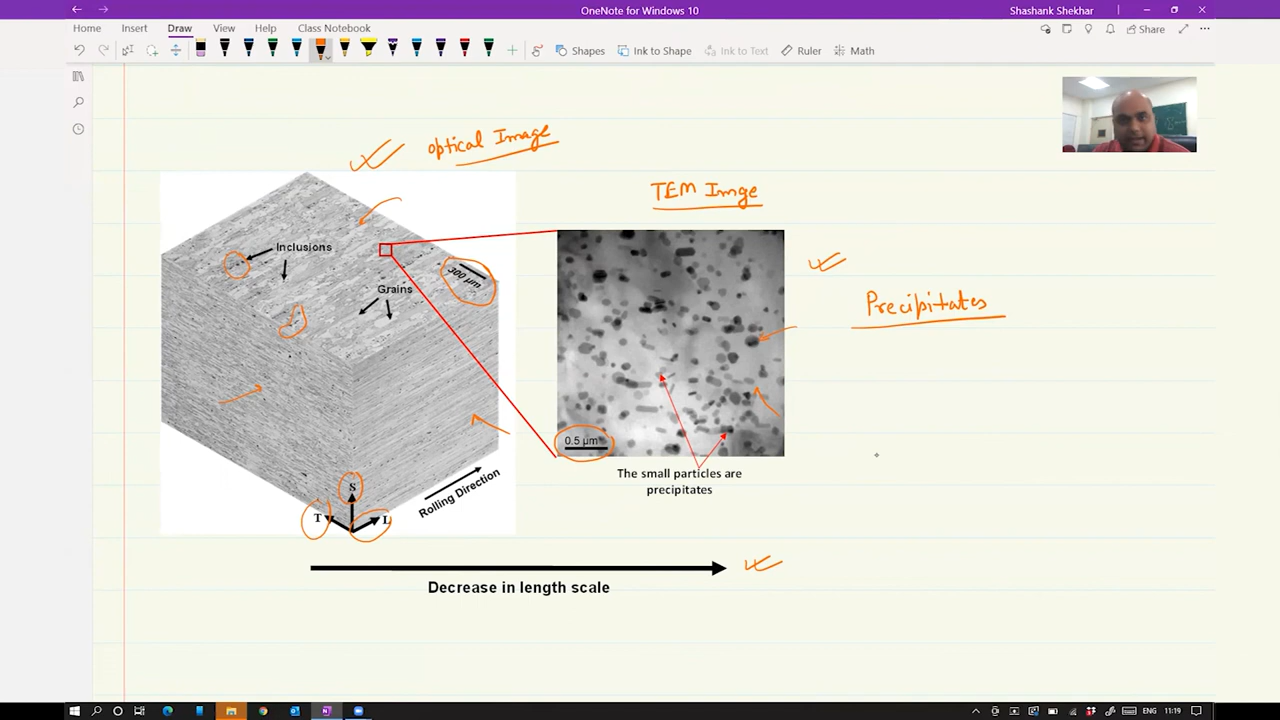 OneNote for Windows 10
Shashank Shekhar
Home Insert Draw View Help Class Notebook
Share
Shapes Ink to Shape Ink to Text Ruler Math
optical Image
TEM Imge
Inclusions
300 µm
Grains
Precipitates
0.5 µm
The small particles are
precipitates
S
T
L
Rolling Direction
Decrease in length scale
ENG 11:19